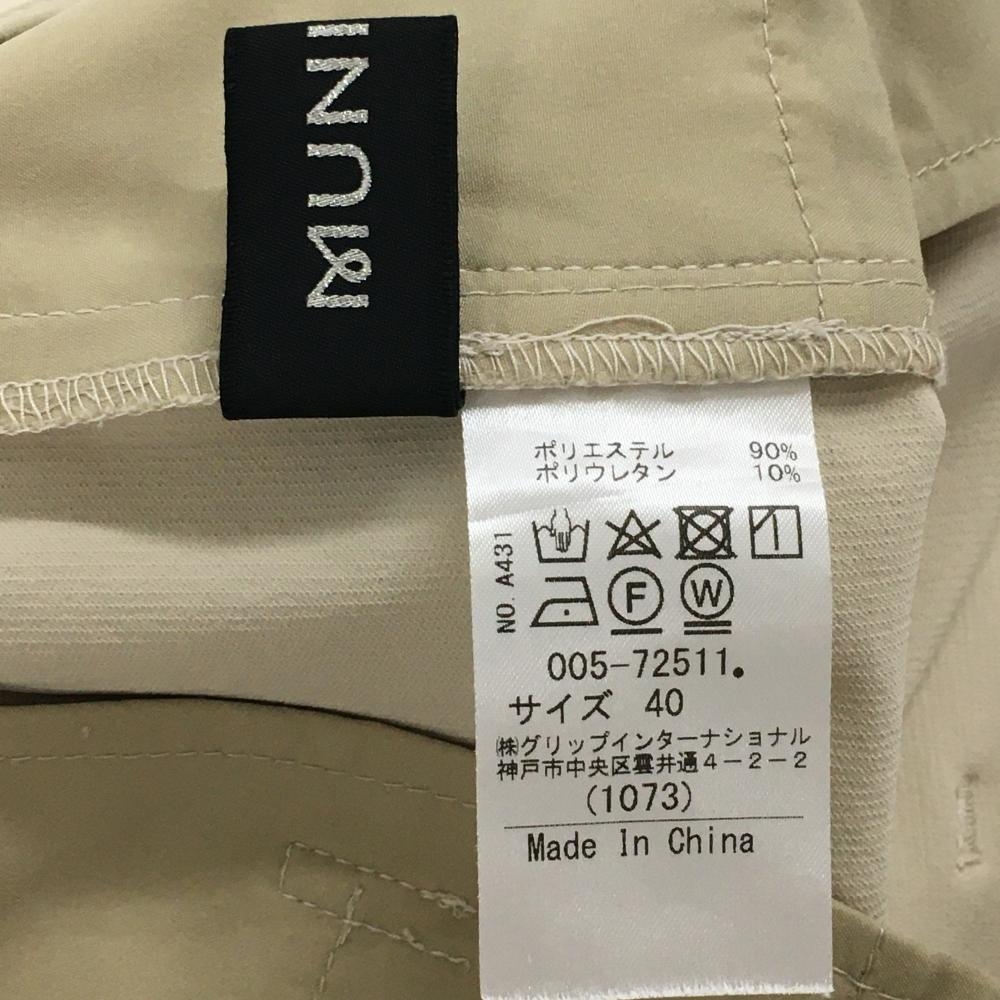 MUNI
ポリエステル 90%
ポリウレタン 10%
NO. A431
F W
005-72511.
サイズ 40
㈱グリップインターナショナル
神戸市中央区雲井通4-2-2
(1073)
Made In China